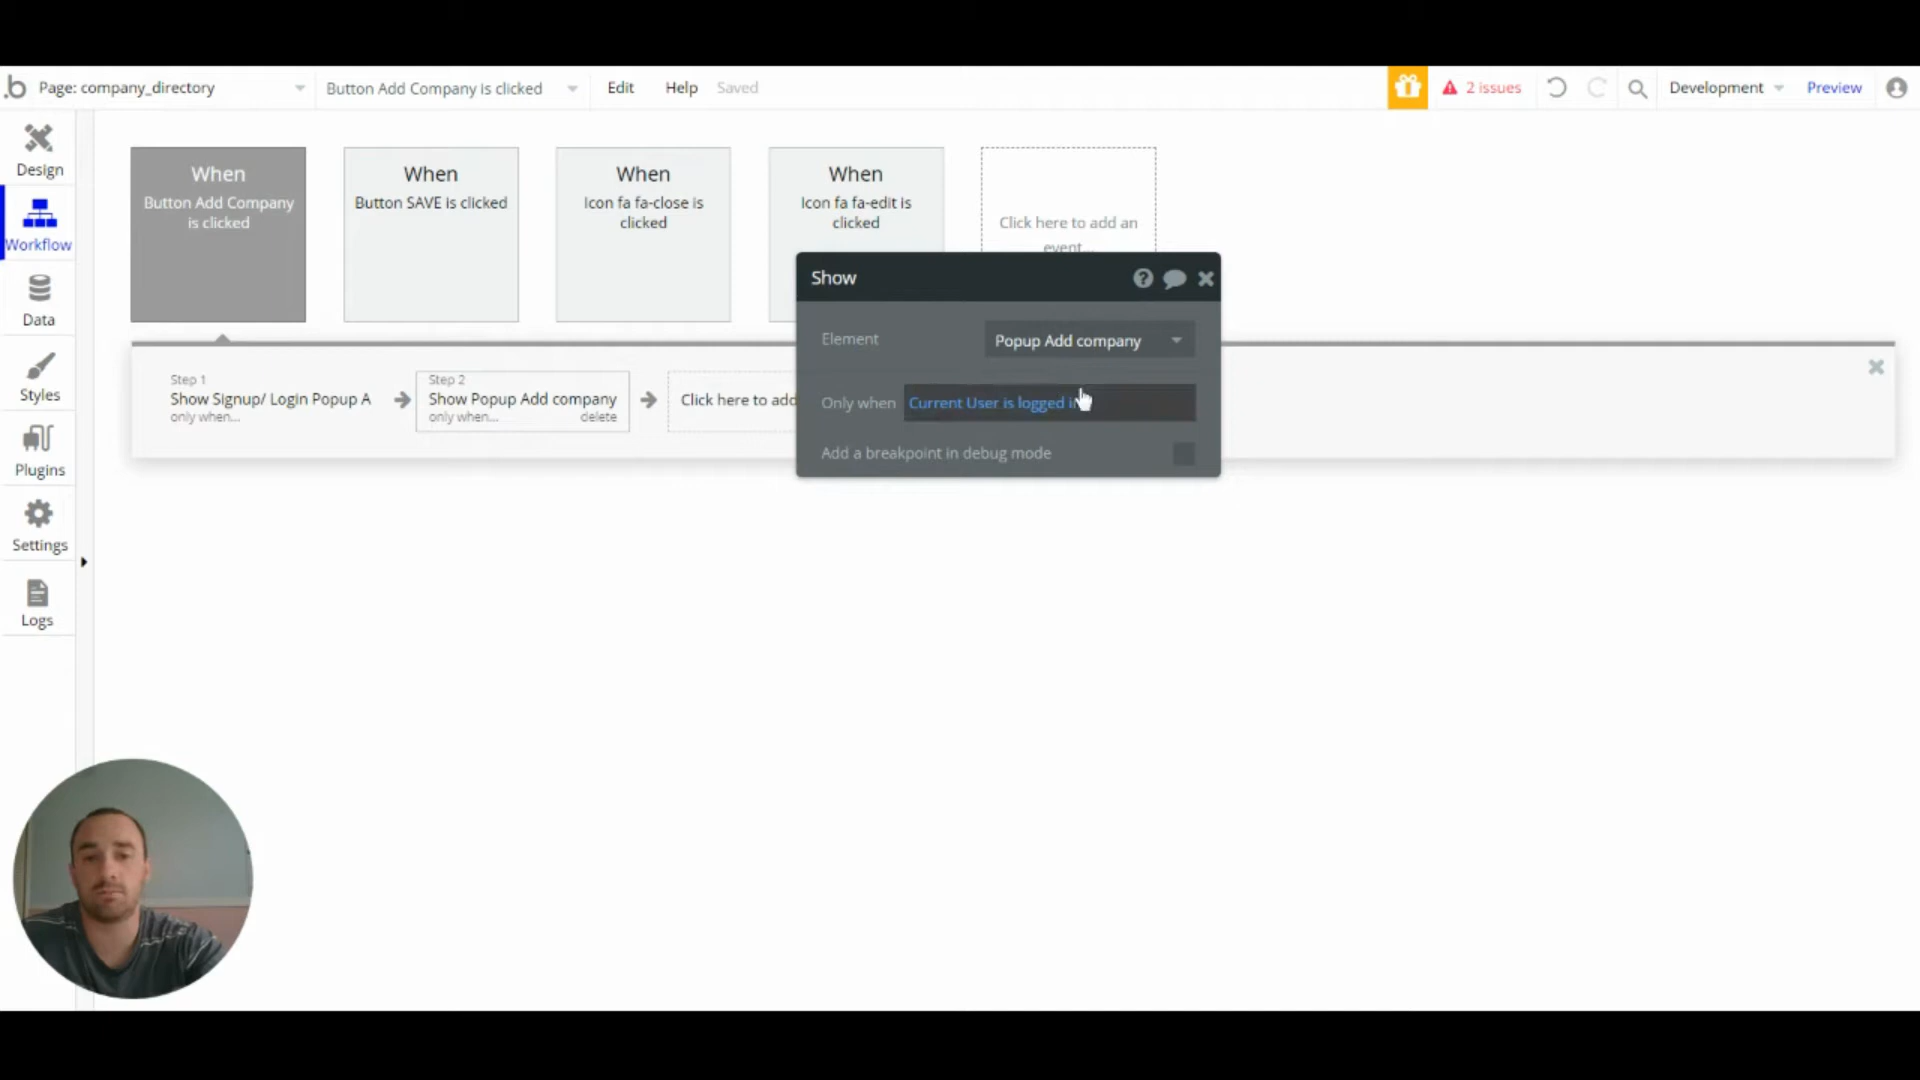 Page: company_directory
Button Add Company is clicked
Edit
Help
Saved
2 issues
Development
Preview
Design
Workflow
Data
Styles
Plugins
Settings
Logs
When
Button Add Company
is clicked
When
Button SAVE is clicked
When
Icon fa fa-close is
clicked
When
Icon fa fa-edit is
clicked
Click here to add an
event...
Step 1
Show Signup/ Login Popup A
only when...
Step 2
Show Popup Add company
only when...
delete
Click here to add
Show
Element
Popup Add company
Only when
Current User is logged
Add a breakpoint in debug mode